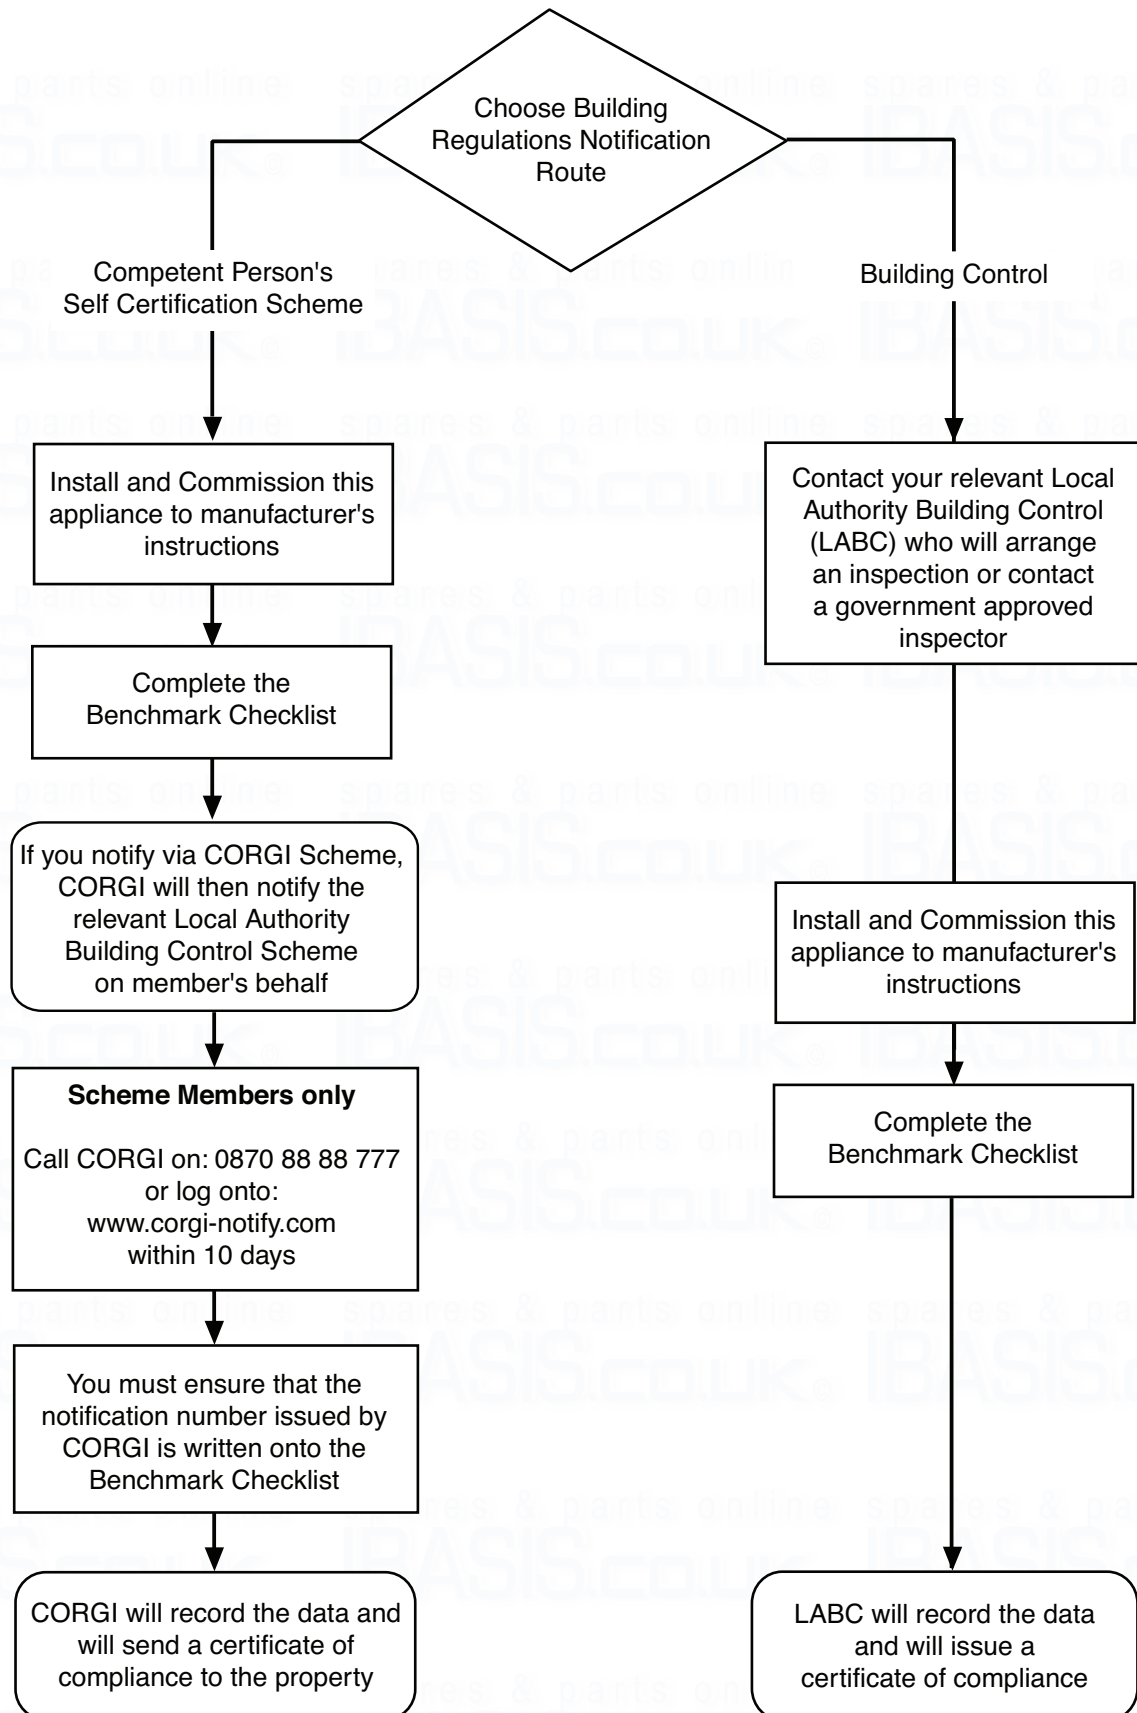 Choose Building
Regulations Notification
Route
Competent Person's
Self Certification Scheme
Building Control
Install and Commission this
appliance to manufacturer's
instructions
Complete the
Benchmark Checklist
If you notify via CORGI Scheme,
CORGI will then notify the
relevant Local Authority
Building Control Scheme
on member's behalf
Scheme Members only
Call CORGI on: 0870 88 88 777
or log onto:
www.corgi-notify.com
within 10 days
You must ensure that the
notification number issued by
CORGI is written onto the
Benchmark Checklist
CORGI will record the data and
will send a certificate of
compliance to the property
Contact your relevant Local
Authority Building Control
(LABC) who will arrange
an inspection or contact
a government approved
inspector
Install and Commission this
appliance to manufacturer's
instructions
Complete the
Benchmark Checklist
LABC will record the data
and will issue a
certificate of compliance